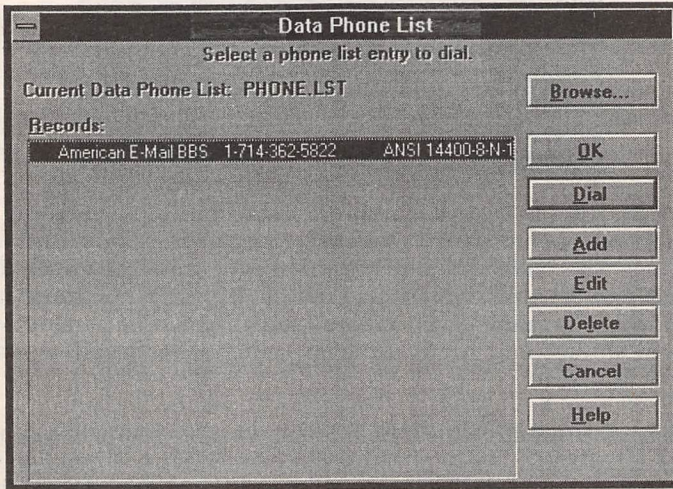 Data Phone List
Select a phone list entry to dial.
Current Data Phone List: PHONE.LST
Browse...
Records:
American E-Mail BBS 1-714-362-5822 ANSI 14400-8-N-1
OK
Dial
Add
Edit
Delete
Cancel
Help